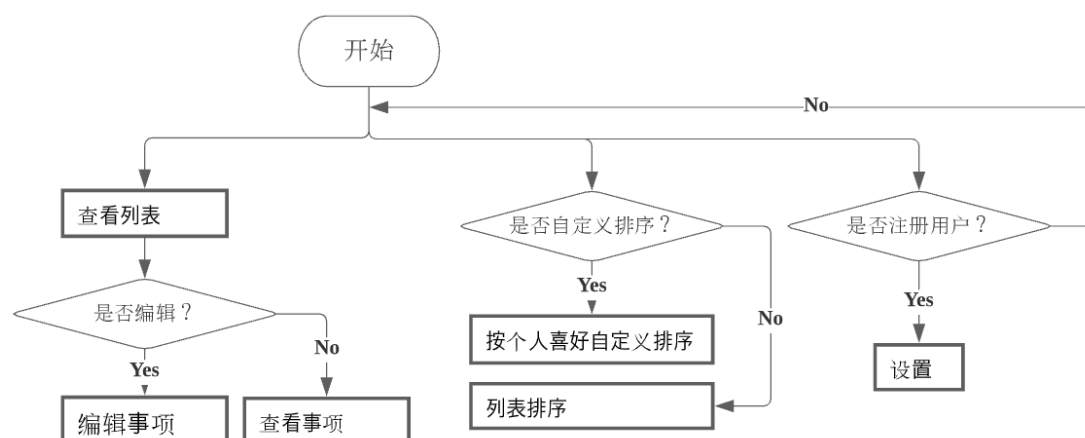 开始
No
查看列表
是否自定义排序？
是否注册用户？
Yes
Yes
是否编辑？
No
按个人喜好自定义排序
No
Yes
设置
列表排序
编辑事项
查看事项